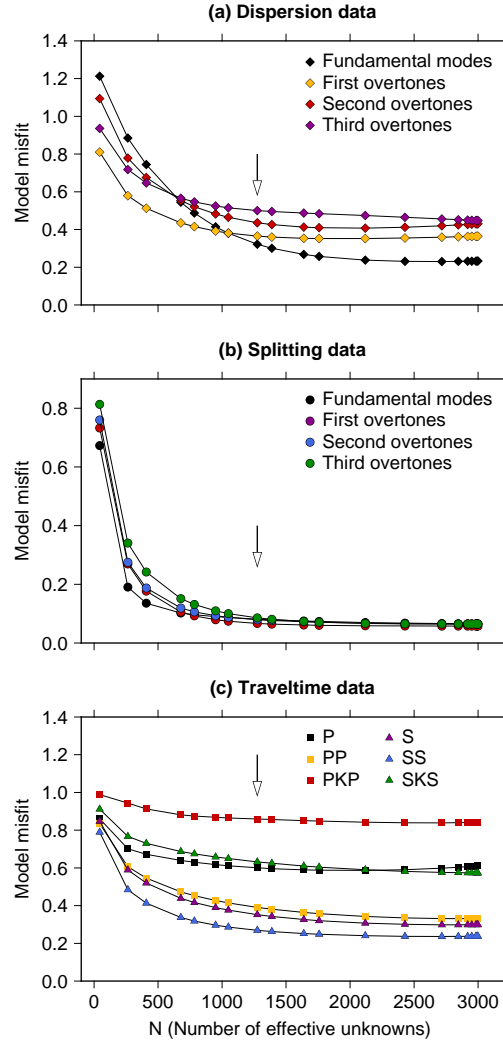 (a) Dispersion data
1.4
1.2
1.0
0.8
0.6
0.4
0.2
0.0
Model misfit
Fundamental modes
First overtones
Second overtones
Third overtones
(b) Splitting data
0.8
0.6
0.4
0.2
0.0
Model misfit
Fundamental modes
First overtones
Second overtones
Third overtones
(c) Traveltime data
1.4
1.2
1.0
0.8
0.6
0.4
0.2
0.0
Model misfit
P S
PP SS
PKP SKS
0 500 1000 1500 2000 2500 3000
N (Number of effective unknowns)